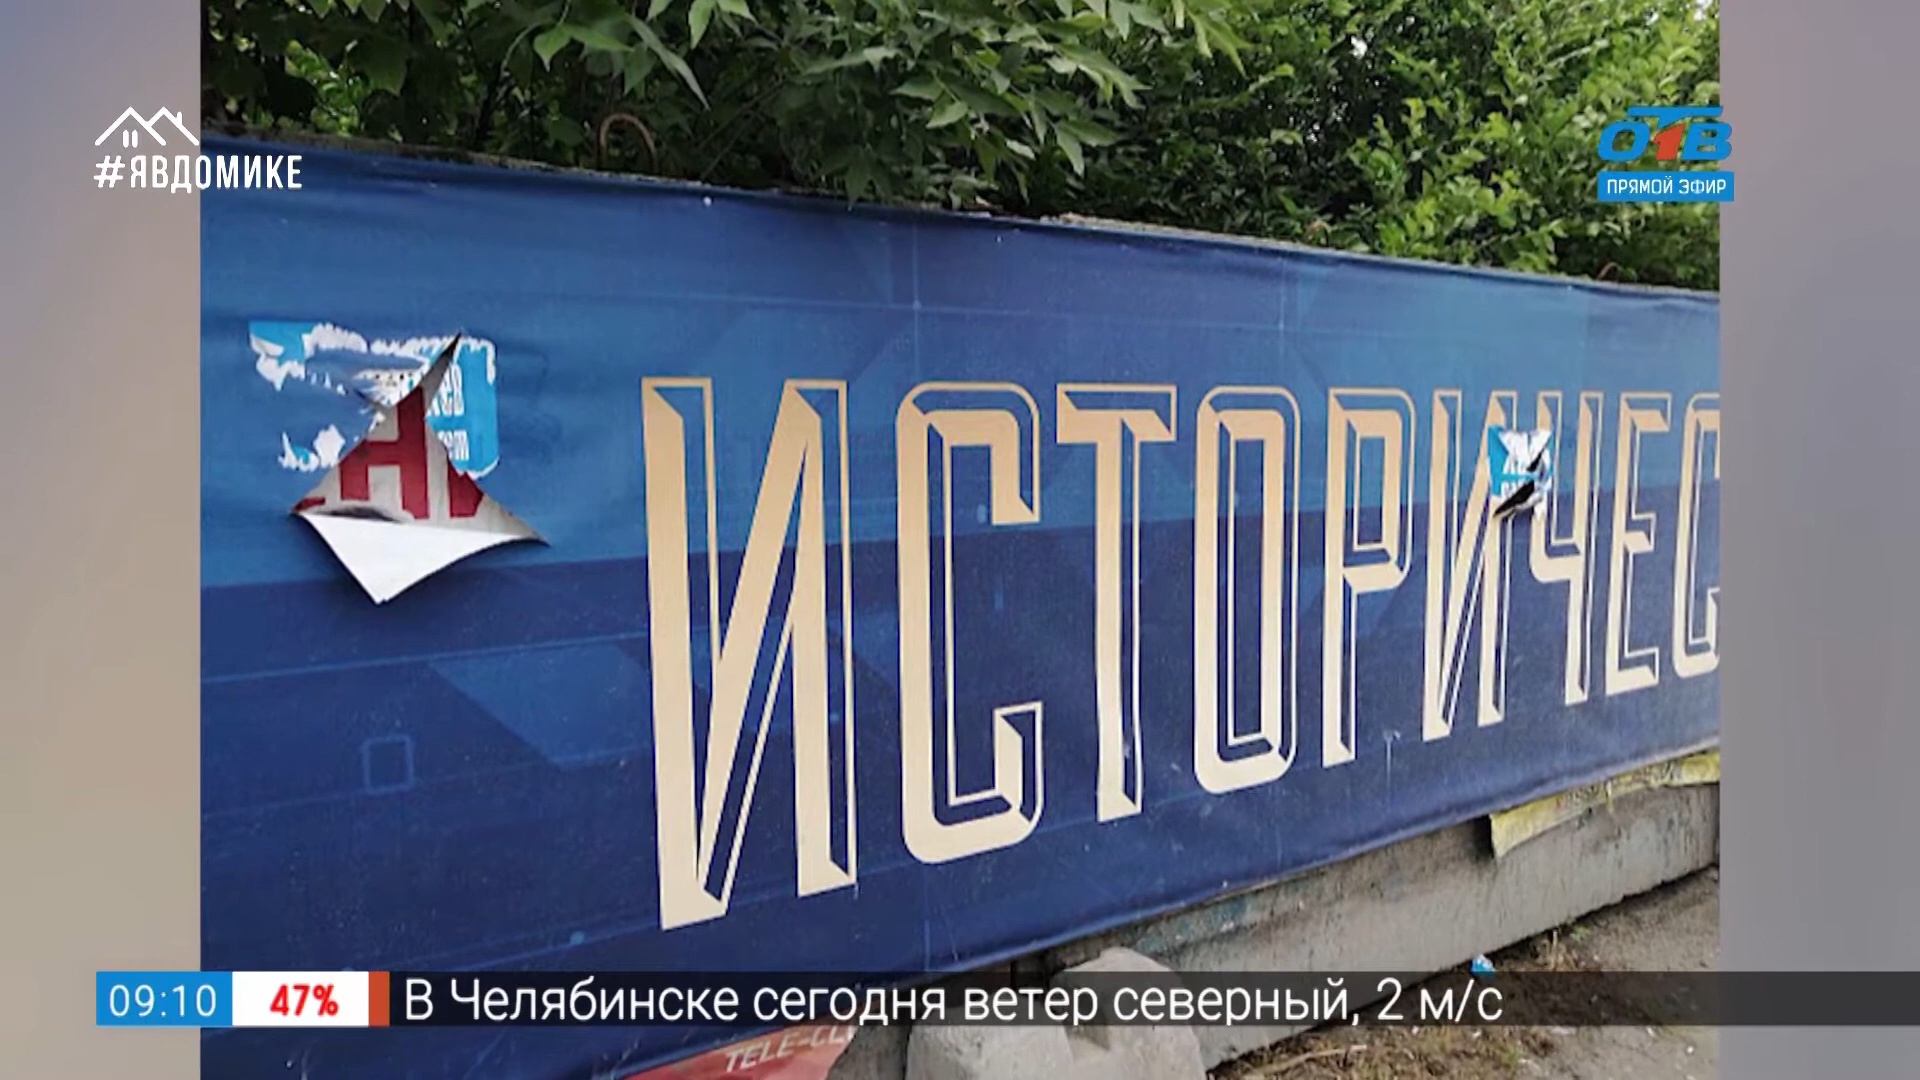 #ЯВДОМИКЕ
ОТВ
ПРЯМОЙ ЭФИР
Н
ИСТОРИЧЕС
09:10 47% В Челябинске сегодня ветер северный, 2 м/с